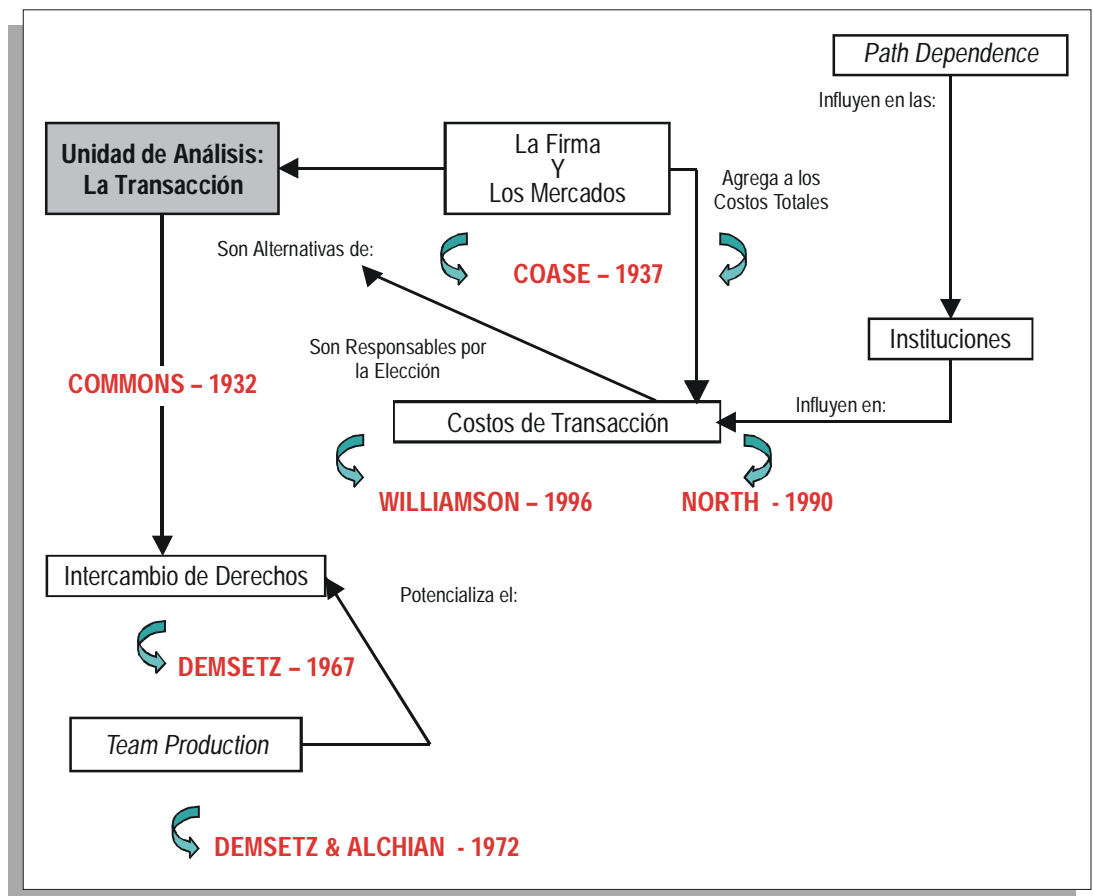 Path Dependence
Influyen en las:
Unidad de Análisis:
La Transacción
La Firma
Y
Los Mercados
Agrega a los
Costos Totales
Son Alternativas de:
COASE – 1937
Instituciones
Son Responsables por
la Elección
COMMONS – 1932
Costos de Transacción
Influyen en:
WILLIAMSON – 1996
NORTH - 1990
Intercambio de Derechos
Potencializa el:
DEMSETZ – 1967
Team Production
DEMSETZ & ALCHIAN - 1972